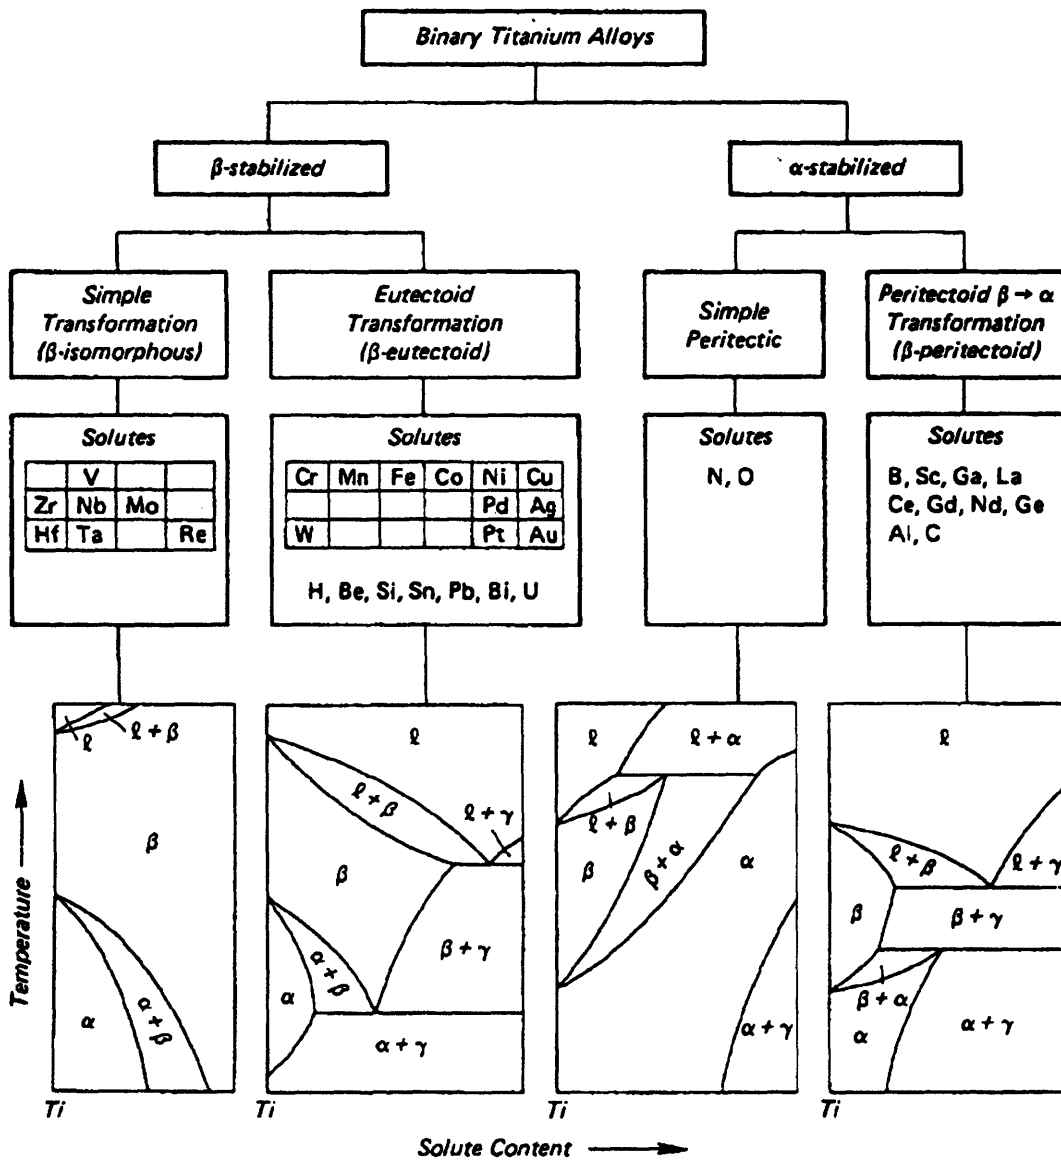 Binary Titanium Alloys
β-stabilized
α-stabilized
Simple
Transformation
(β-isomorphous)
Eutectoid
Transformation
(β-eutectoid)
Simple
Peritectic
Peritectoid β → α
Transformation
(β-peritectoid)
Solutes
V
Zr Nb Mo
Hf Ta Re
Solutes
Cr Mn Fe Co Ni Cu
Pd Ag
W Pt Au
H, Be, Si, Sn, Pb, Bi, U
Solutes
N, O
Solutes
B, Sc, Ga, La
Ce, Gd, Nd, Ge
Al, C
Temperature
ℓ
ℓ + β
β
α
α + β
Ti
ℓ
ℓ + β
ℓ + γ
β
α
α + β
β + γ
α + γ
Ti
ℓ
ℓ + α
ℓ + β
β
β + α
α
α + γ
Ti
ℓ
ℓ + β
ℓ + γ
β
β + γ
β + α
α
α + γ
Ti
Solute Content